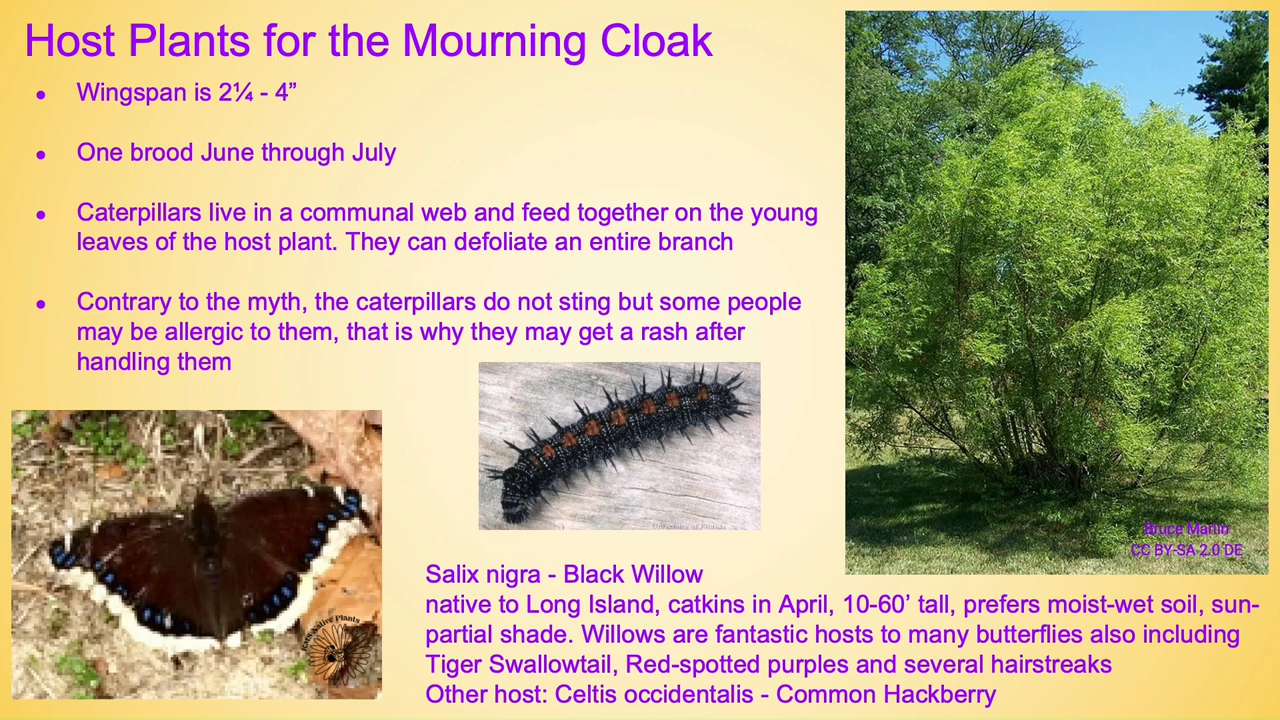 Host Plants for the Mourning Cloak
● Wingspan is 2¼ - 4”
● One brood June through July
● Caterpillars live in a communal web and feed together on the young
leaves of the host plant. They can defoliate an entire branch
● Contrary to the myth, the caterpillars do not sting but some people
may be allergic to them, that is why they may get a rash after
handling them
University of Florida
Bruce Marlin
CC BY-SA 2.0 DE
Native Plants
Salix nigra - Black Willow
native to Long Island, catkins in April, 10-60’ tall, prefers moist-wet soil, sun-
partial shade. Willows are fantastic hosts to many butterflies also including
Tiger Swallowtail, Red-spotted purples and several hairstreaks
Other host: Celtis occidentalis - Common Hackberry